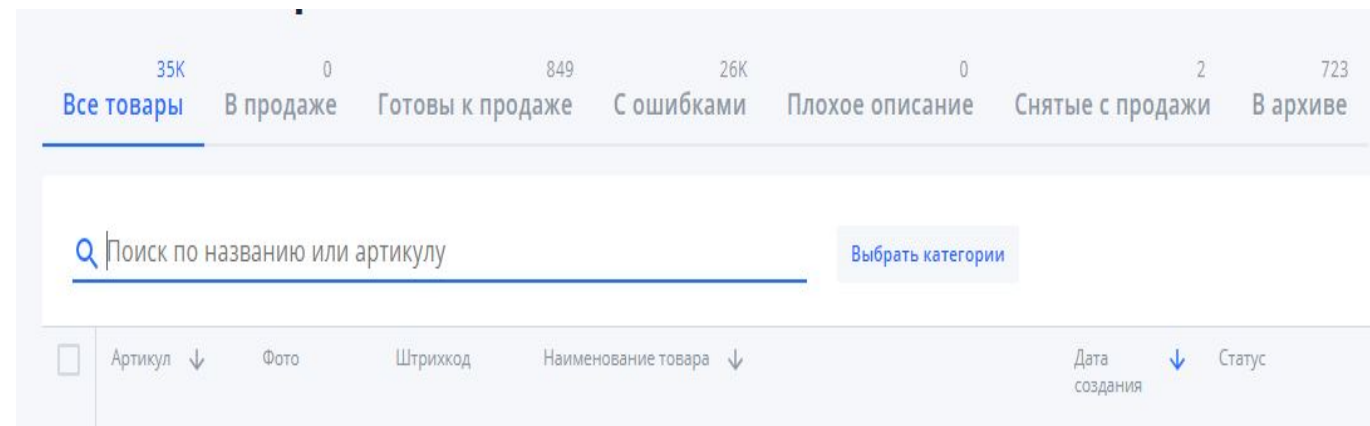 35K 0 849 26K 0 2 723
Все товары В продаже Готовы к продаже С ошибками Плохое описание Снятые с продажи В архиве
Поиск по названию или артикулу Выбрать категории
Артикул Фото Штрихкод Наименование товара Дата Статус
создания